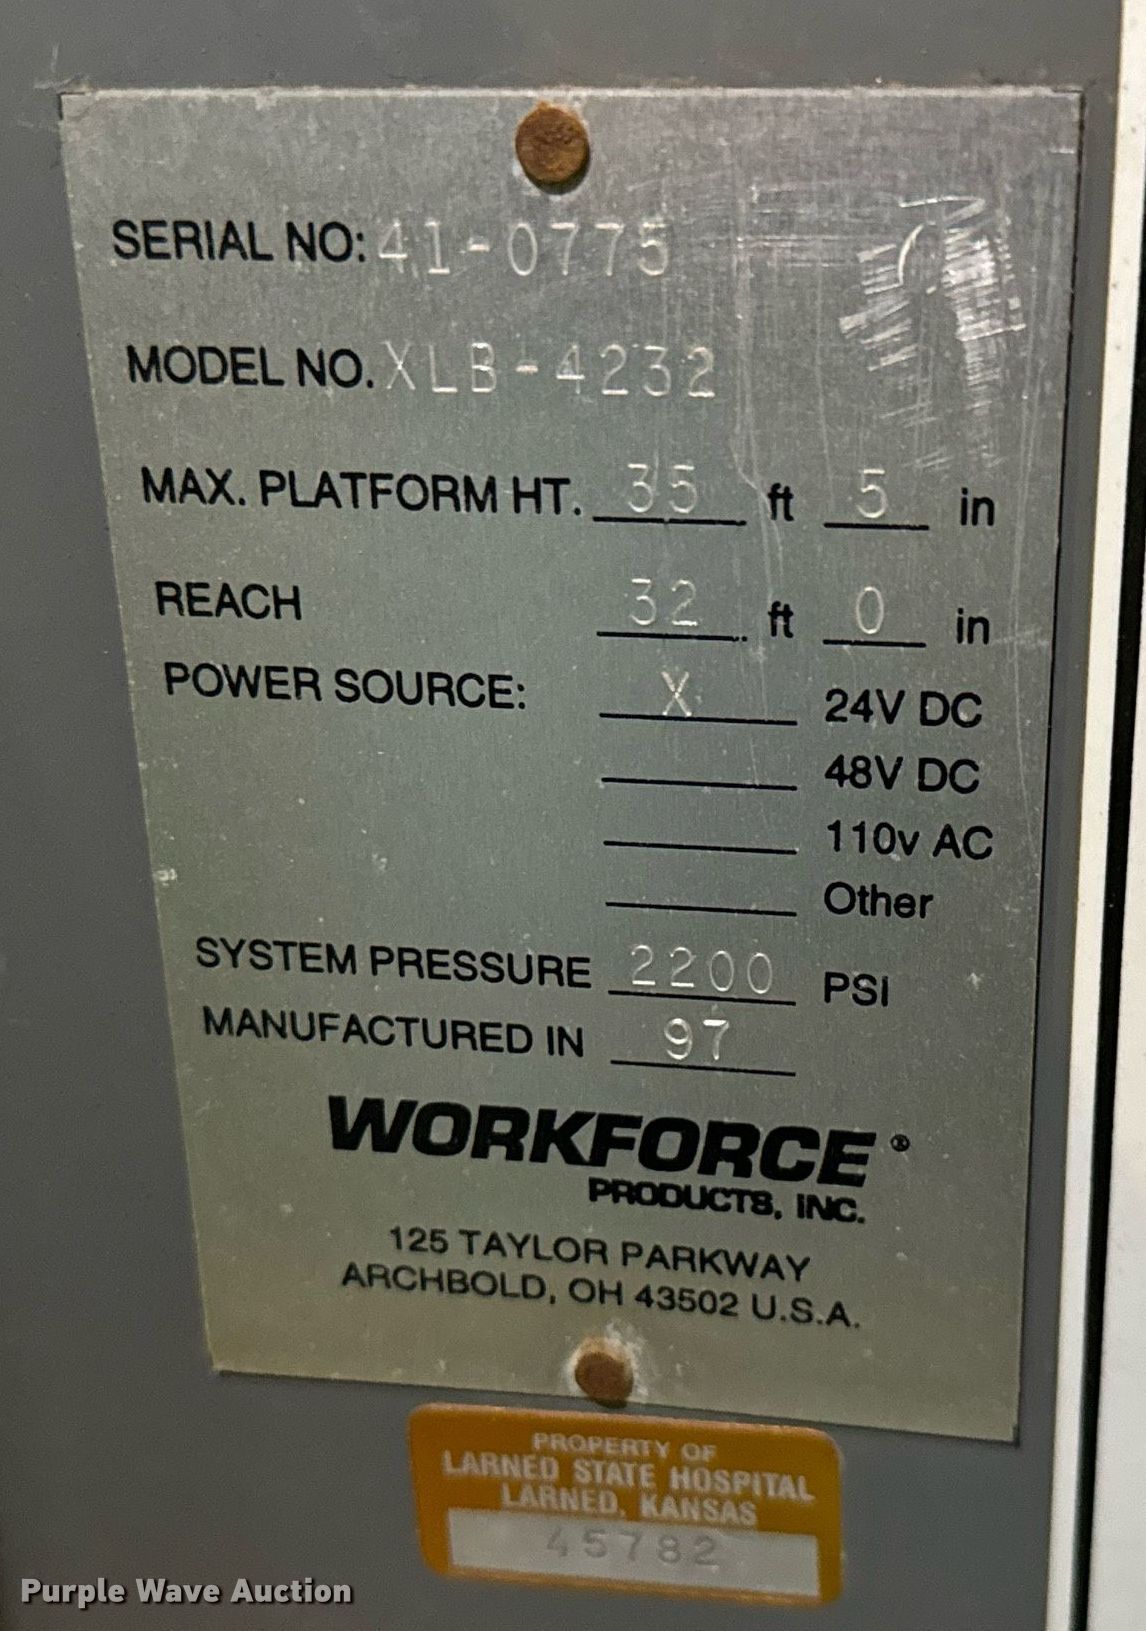 SERIAL NO: 41-0775
MODEL NO. XLB-4232
MAX. PLATFORM HT. 35 ft 5 in
REACH 32 ft 0 in
POWER SOURCE: X 24V DC
48V DC
110v AC
Other
SYSTEM PRESSURE 2200 PSI
MANUFACTURED IN 97
WORKFORCE®
PRODUCTS, INC.
125 TAYLOR PARKWAY
ARCHBOLD, OH 43502 U.S.A.
PROPERTY OF
LARNED STATE HOSPITAL
LARNED, KANSAS
45782
Purple Wave Auction